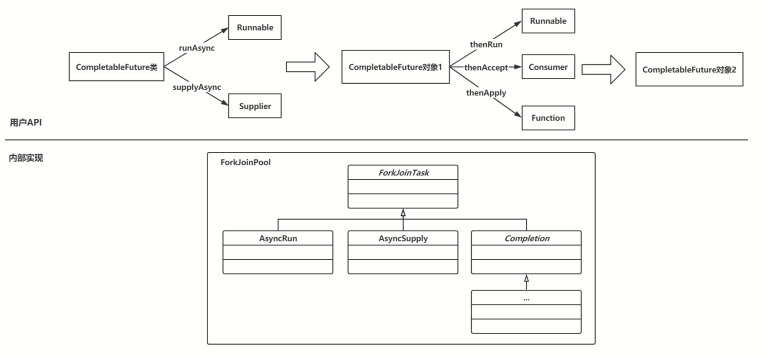 Runnable
runAsync
CompletableFuture类
supplyAsync
Supplier
CompletableFuture对象1
thenRun
Runnable
thenAccept
Consumer
thenApply
Function
CompletableFuture对象2
用户API
内部实现
ForkJoinPool
ForkJoinTask
AsyncRun
AsyncSupply
Completion
...